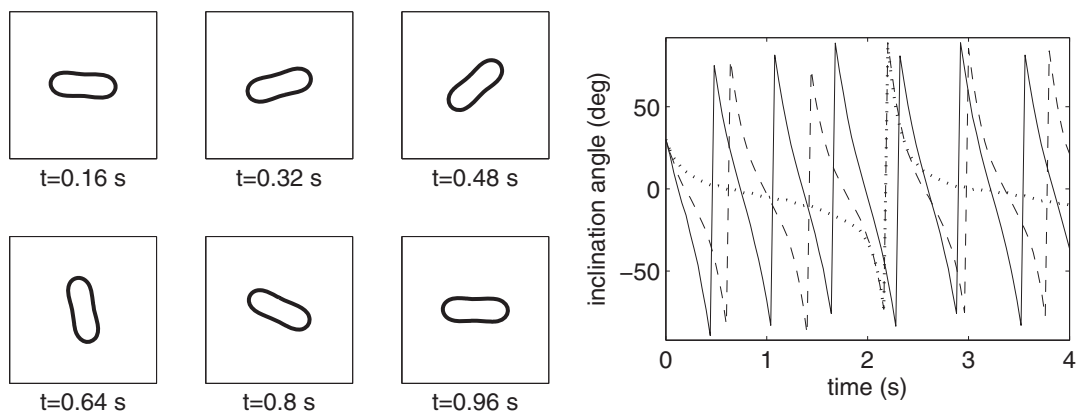 t=0.16 s
t=0.32 s
t=0.48 s
t=0.64 s
t=0.8 s
t=0.96 s
inclination angle (deg)
50
0
−50
0 1 2 3 4
time (s)